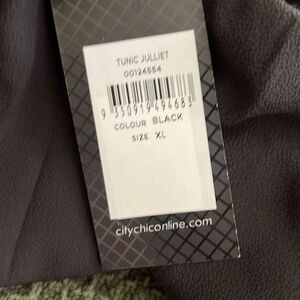 TUNIC JULLIET
00124554
9 350919 494683
COLOUR BLACK
SIZE XL
citychiconline.com